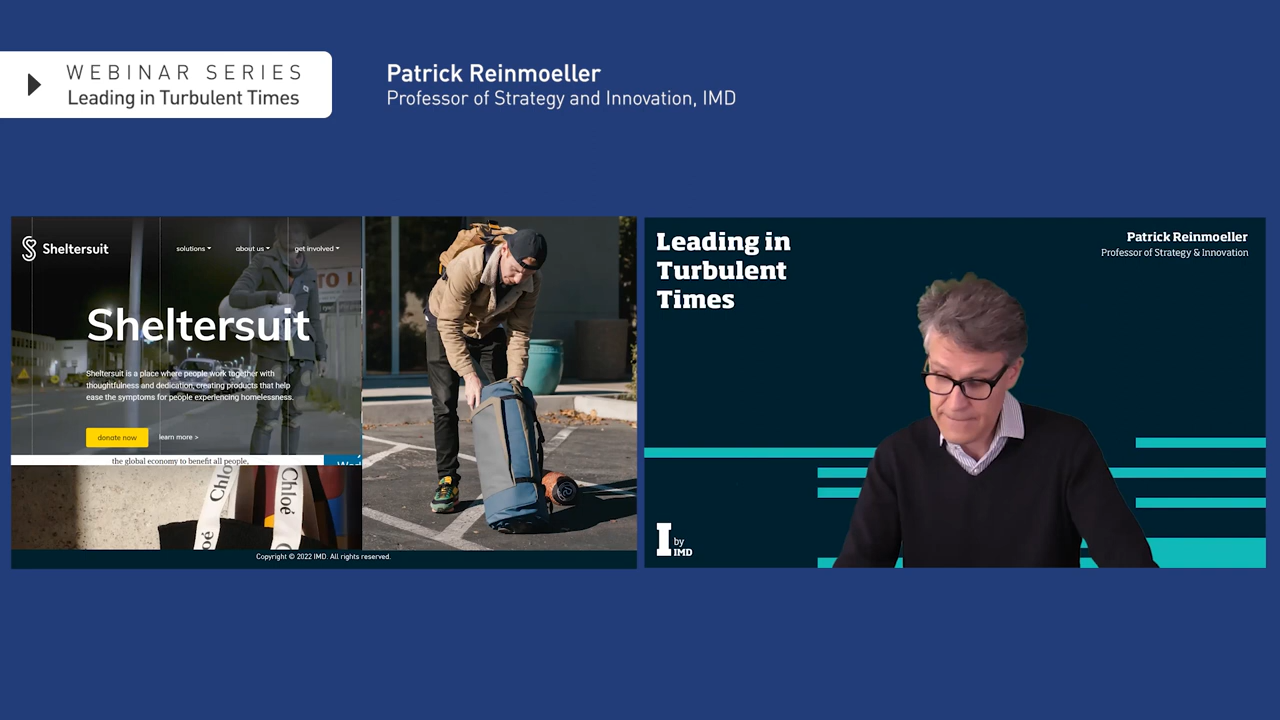 WEBINAR SERIES
Leading in Turbulent Times
Patrick Reinmoeller
Professor of Strategy and Innovation, IMD
Sheltersuit
solutions
about us
get involved
TO L
Sheltersuit
Sheltersuit is a place where people work together with
thoughtfulness and dedication, creating products that help
ease the symptoms for people experiencing homelessness.
donate now
learn more >
the global economy to benefit all people.
Chlo
Chloé
oé
Copyright © 2022 IMD. All rights reserved.
Leading in
Turbulent
Times
Patrick Reinmoeller
Professor of Strategy & Innovation
I by
IMD